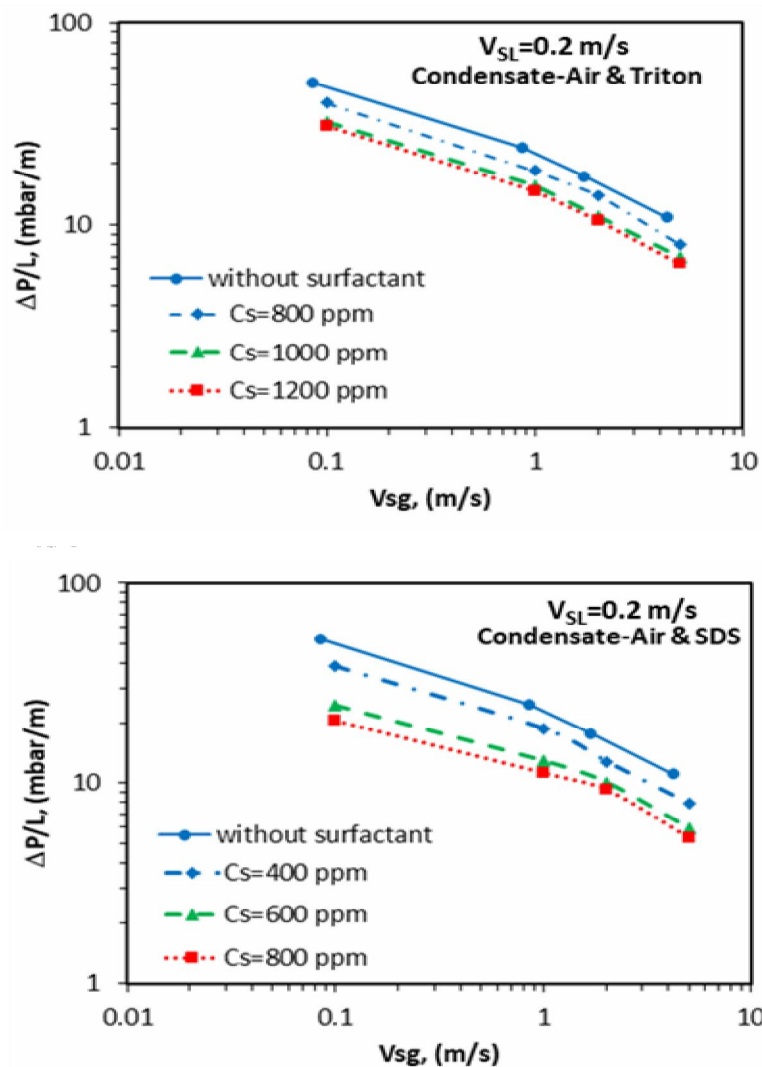 100
V_SL=0.2 m/s
Condensate-Air & Triton
10
ΔP/L, (mbar/m)
without surfactant
Cs=800 ppm
Cs=1000 ppm
Cs=1200 ppm
1
0.01 0.1 1 10
Vsg, (m/s)
100
V_SL=0.2 m/s
Condensate-Air & SDS
10
ΔP/L, (mbar/m)
without surfactant
Cs=400 ppm
Cs=600 ppm
Cs=800 ppm
1
0.01 0.1 1 10
Vsg, (m/s)